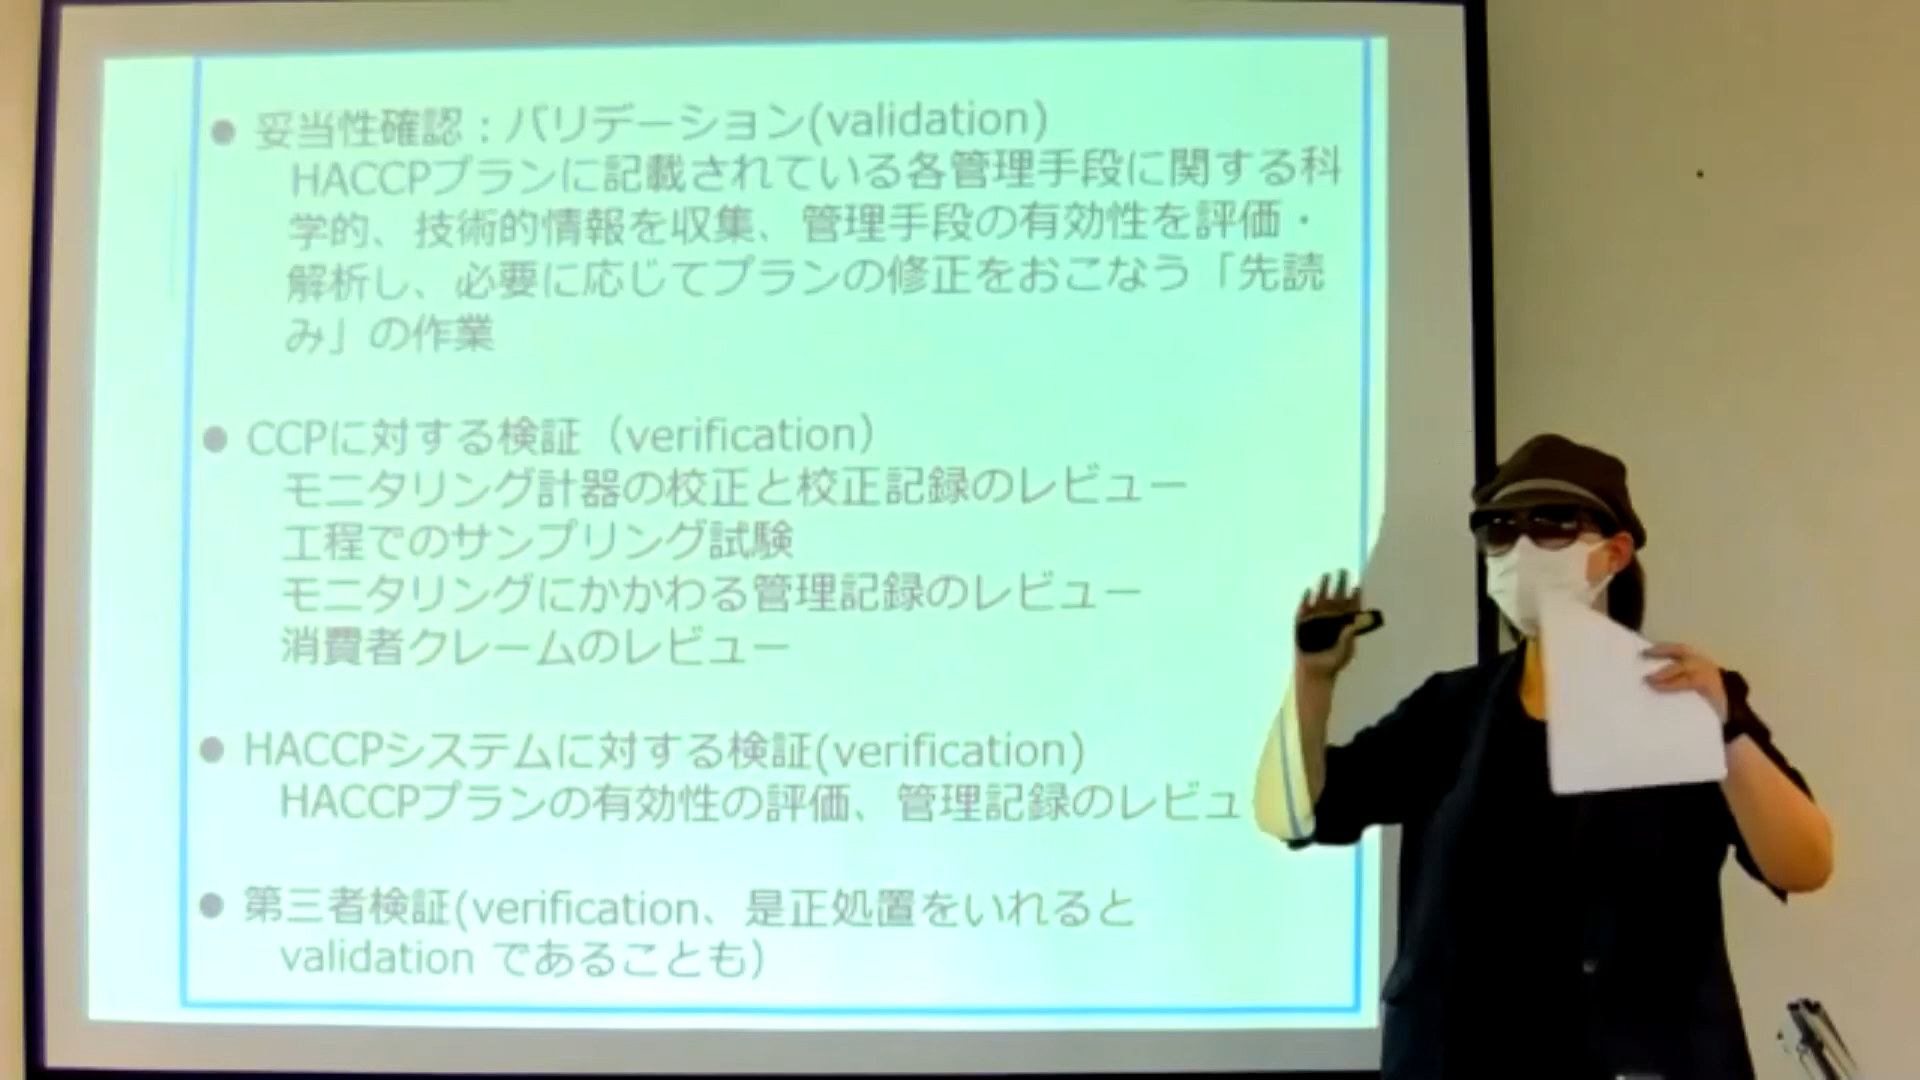 ● 妥当性確認：バリデーション(validation)
HACCPプランに記載されている各管理手段に関する科
学的、技術的情報を収集、管理手段の有効性を評価・
解析し、必要に応じてプランの修正をおこなう「先読
み」の作業
● CCPに対する検証（verification）
モニタリング計器の校正と校正記録のレビュー
工程でのサンプリング試験
モニタリングにかかわる管理記録のレビュー
消費者クレームのレビュー
● HACCPシステムに対する検証(verification)
HACCPプランの有効性の評価、管理記録のレビュ
● 第三者検証(verification、是正処置をいれると
validation であることも）